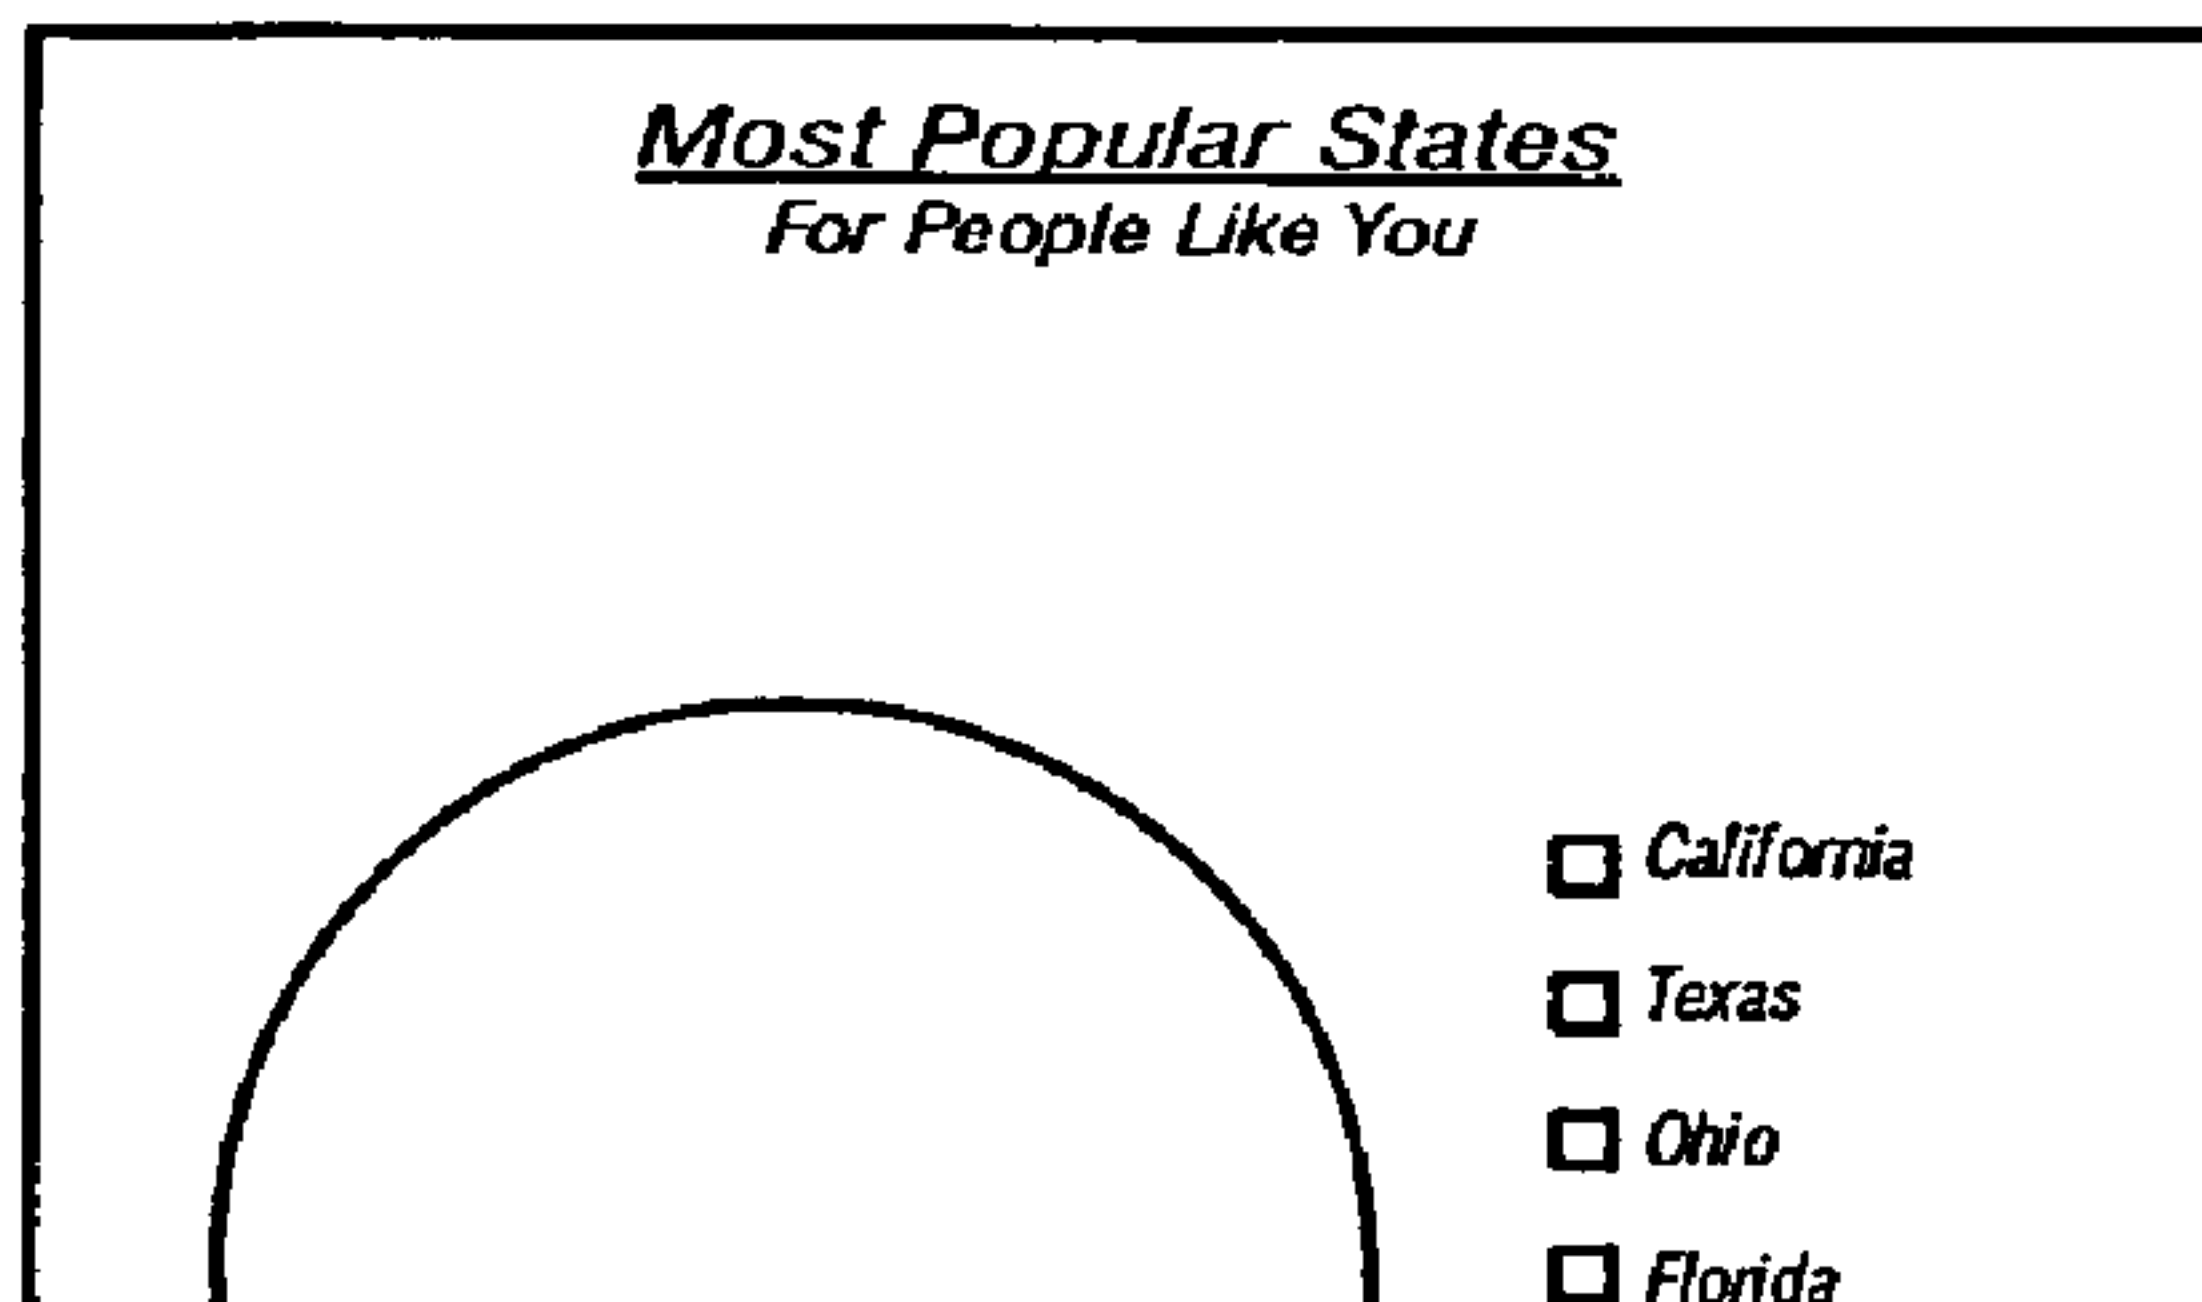 Most Popular States
For People Like You
California
Texas
Ohio
Florida